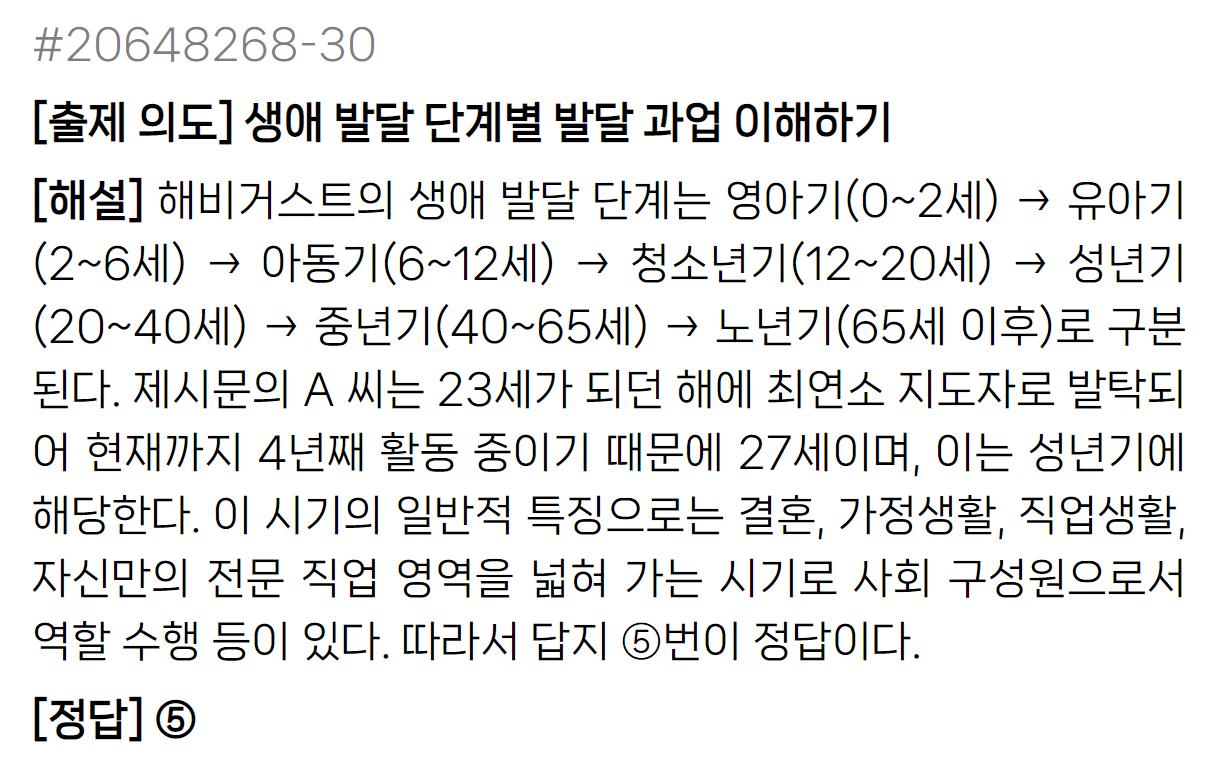 #20648268-30
[출제 의도] 생애 발달 단계별 발달 과업 이해하기
[해설] 해비거스트의 생애 발달 단계는 영아기(0~2세) → 유아기
(2~6세) → 아동기(6~12세) → 청소년기(12~20세) → 성년기
(20~40세) → 중년기(40~65세) → 노년기(65세 이후)로 구분
된다. 제시문의 A 씨는 23세가 되던 해에 최연소 지도자로 발탁되
어 현재까지 4년째 활동 중이기 때문에 27세이며, 이는 성년기에
해당한다. 이 시기의 일반적 특징으로는 결혼, 가정생활, 직업생활,
자신만의 전문 직업 영역을 넓혀 가는 시기로 사회 구성원으로서
역할 수행 등이 있다. 따라서 답지 ⑤번이 정답이다.
[정답] ⑤